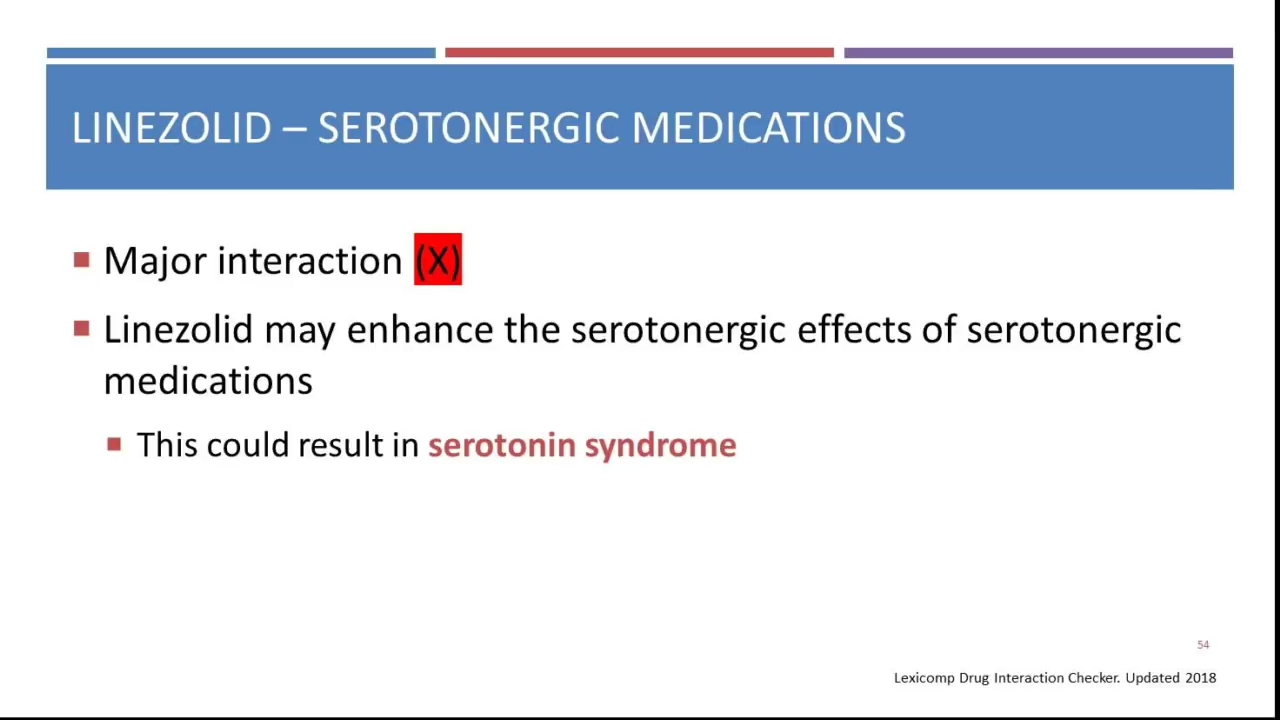 LINEZOLID – SEROTONERGIC MEDICATIONS
Major interaction (X)
Linezolid may enhance the serotonergic effects of serotonergic
medications
This could result in serotonin syndrome
54
Lexicomp Drug Interaction Checker. Updated 2018